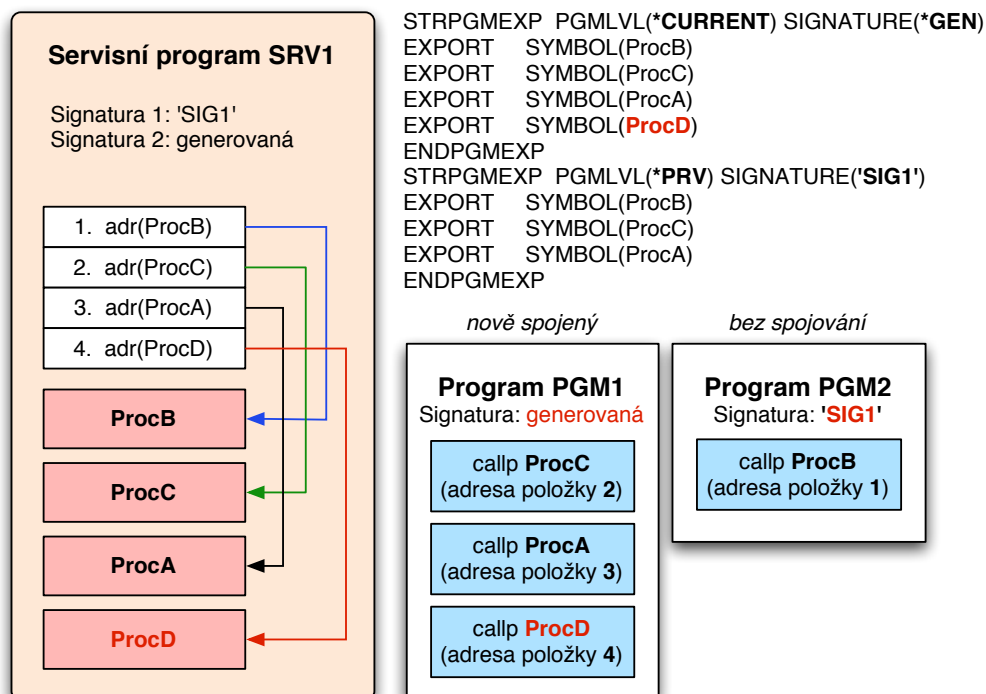 Servisní program SRV1
Signatura 1: 'SIG1'
Signatura 2: generovaná
1. adr(ProcB)
2. adr(ProcC)
3. adr(ProcA)
4. adr(ProcD)
ProcB
ProcC
ProcA
ProcD
STRPGMEXP PGMLVL(*CURRENT) SIGNATURE(*GEN)
EXPORT SYMBOL(ProcB)
EXPORT SYMBOL(ProcC)
EXPORT SYMBOL(ProcA)
EXPORT SYMBOL(ProcD)
ENDPGMEXP
STRPGMEXP PGMLVL(*PRV) SIGNATURE('SIG1')
EXPORT SYMBOL(ProcB)
EXPORT SYMBOL(ProcC)
EXPORT SYMBOL(ProcA)
ENDPGMEXP
nově spojený
Program PGM1
Signatura: generovaná
callp ProcC
(adresa položky 2)
callp ProcA
(adresa položky 3)
callp ProcD
(adresa položky 4)
bez spojování
Program PGM2
Signatura: 'SIG1'
callp ProcB
(adresa položky 1)